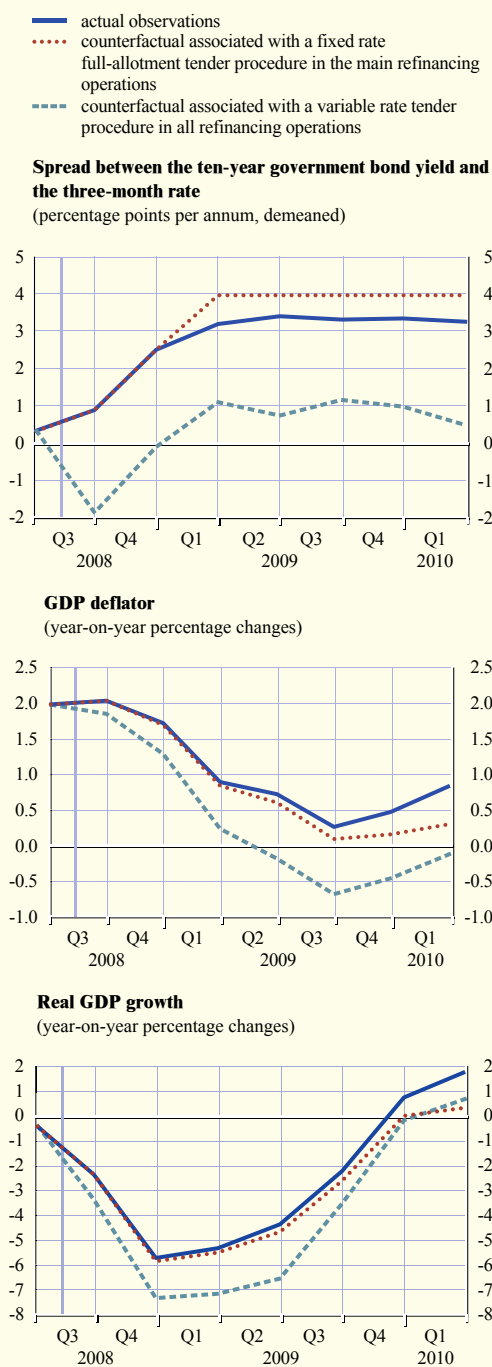 actual observations
counterfactual associated with a fixed rate
full-allotment tender procedure in the main refinancing
operations
counterfactual associated with a variable rate tender
procedure in all refinancing operations
Spread between the ten-year government bond yield and
the three-month rate
(percentage points per annum, demeaned)
5 5
4 4
3 3
2 2
1 1
0 0
-1 -1
-2 -2
Q3 Q4 Q1 Q2 Q3 Q4 Q1
2008 2009 2010
GDP deflator
(year-on-year percentage changes)
2.5 2.5
2.0 2.0
1.5 1.5
1.0 1.0
0.5 0.5
0.0 0.0
-0.5 -0.5
-1.0 -1.0
Q3 Q4 Q1 Q2 Q3 Q4 Q1
2008 2009 2010
Real GDP growth
(year-on-year percentage changes)
2 2
1 1
0 0
-1 -1
-2 -2
-3 -3
-4 -4
-5 -5
-6 -6
-7 -7
-8 -8
Q3 Q4 Q1 Q2 Q3 Q4 Q1
2008 2009 2010